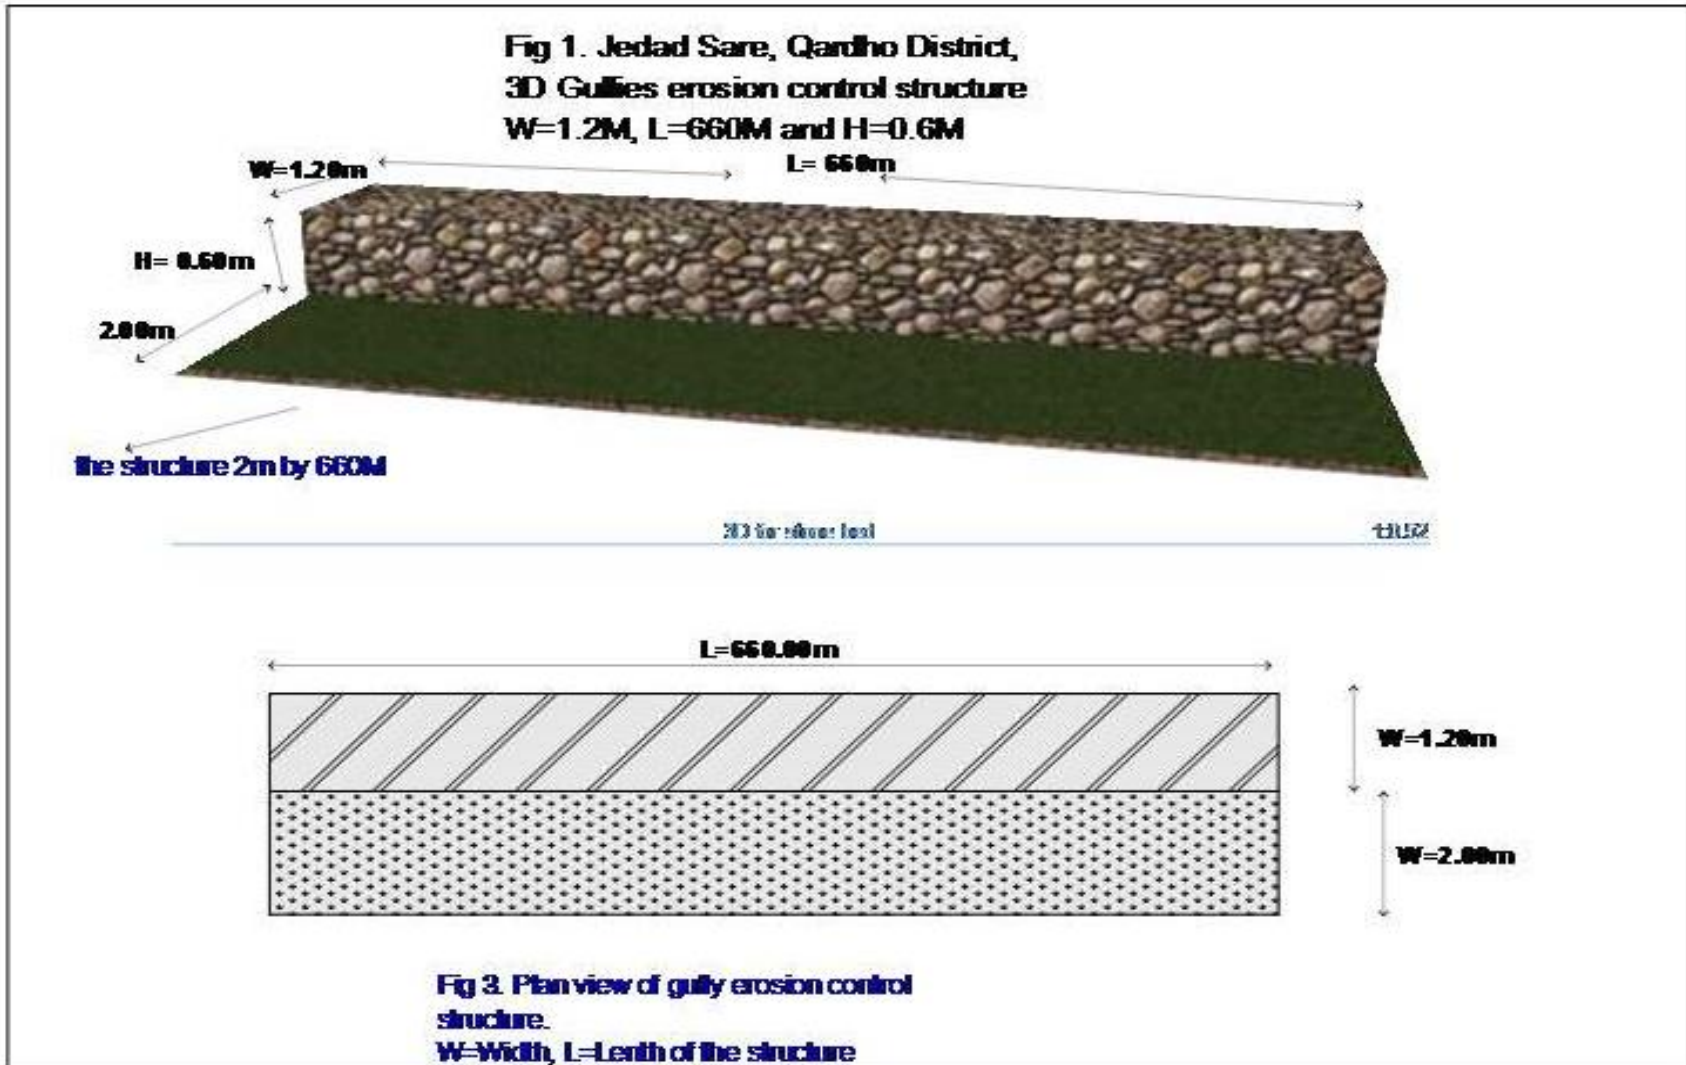 Fig 1. Jedad Sare, Qardho District,
3D Gullies erosion control structure
W=1.2M, L=660M and H=0.6M
W=1.20m
L= 660m
H= 0.60m
2.00m
the structure 2m by 660M
L=660.00m
W=1.20m
W=2.00m
Fig 3. Plan view of gully erosion control
structure.
W=Width, L=Lenth of the structure